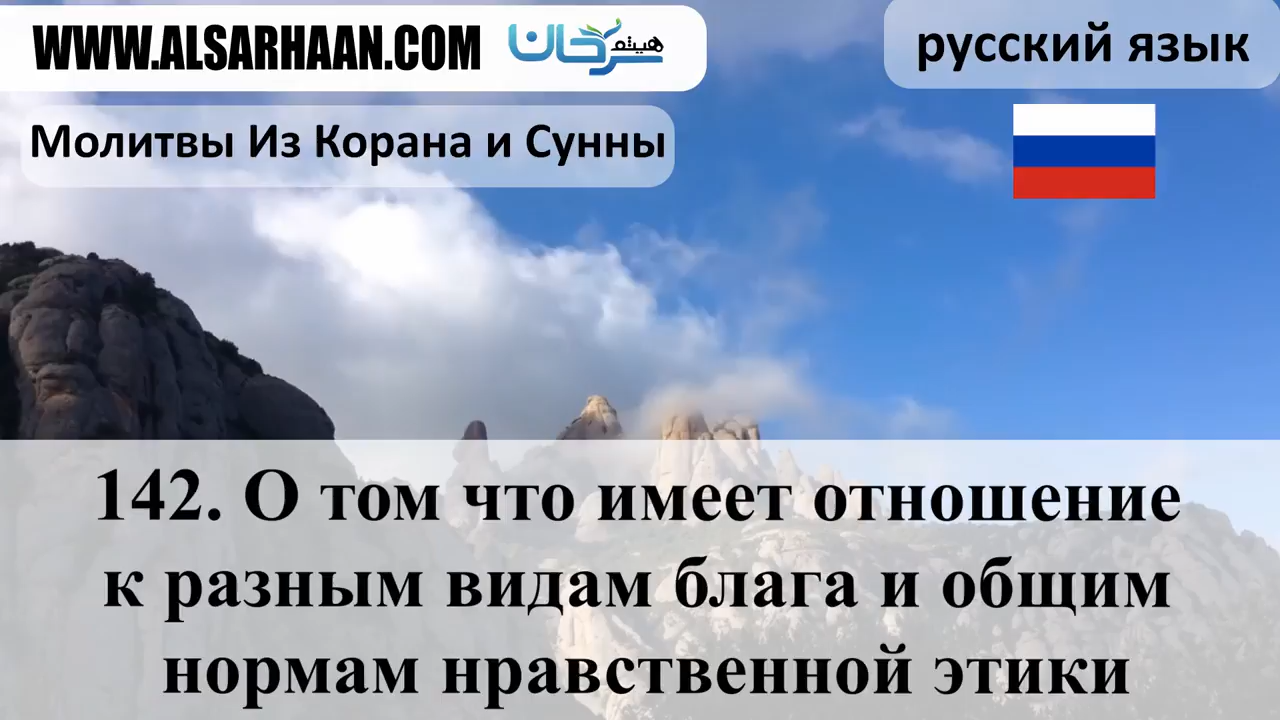 WWW.ALSARHAAN.COM
هيثم سرحان
русский язык
Молитвы Из Корана и Сунны
142. О том что имеет отношение
к разным видам блага и общим
нормам нравственной этики